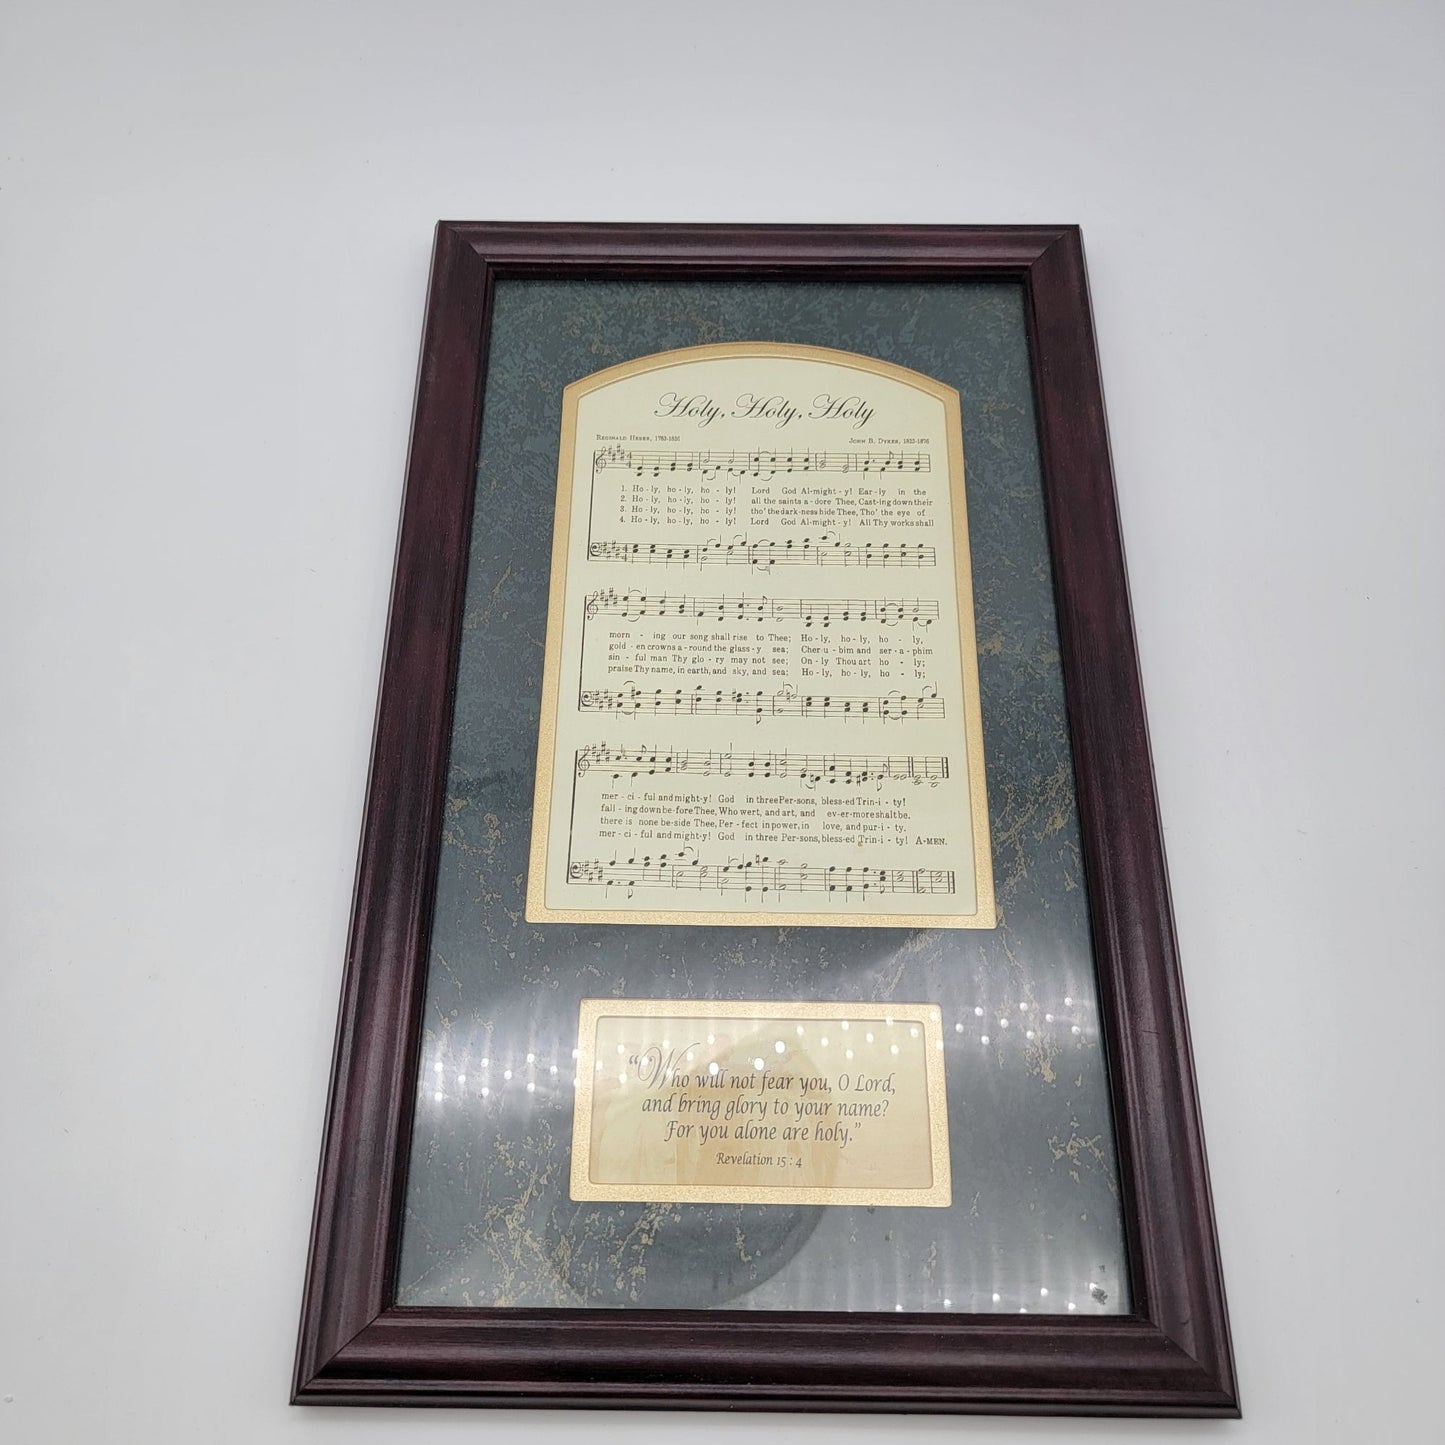 Holy, Holy, Holy
REGINALD HEBER, 1783-1826 JOHN B. DYKES, 1823-1876
1. Ho - ly, ho - ly, ho - ly! Lord God Al-might - y! Ear - ly in the
2. Ho - ly, ho - ly, ho - ly! all the saints a - dore Thee, Cast-ing down their
3. Ho - ly, ho - ly, ho - ly! tho' the dark-ness hide Thee, Tho' the eye of
4. Ho - ly, ho - ly, ho - ly! Lord God Al-might - y! All Thy works shall
morn - ing our song shall rise to Thee; Ho - ly, ho - ly, ho - ly,
gold - en crowns a - round the glass - y sea; Cher - u - bim and ser - a - phim
sin - ful man Thy glo - ry may not see; On - ly Thou art ho - ly;
praise Thy name, in earth, and sky, and sea; Ho - ly, ho - ly, ho - ly;
mer - ci - ful and might-y! God in three Per-sons, bless-ed Trin - i - ty!
fall - ing down be-fore Thee, Who wert, and art, and ev-er-more shalt be.
there is none be-side Thee, Per - fect in power, in love, and pur-i - ty.
mer - ci - ful and might-y! God in three Per-sons, bless-ed Trin-i - ty! A-MEN.
"Who will not fear you, O Lord,
and bring glory to your name?
For you alone are holy."
Revelation 15 : 4